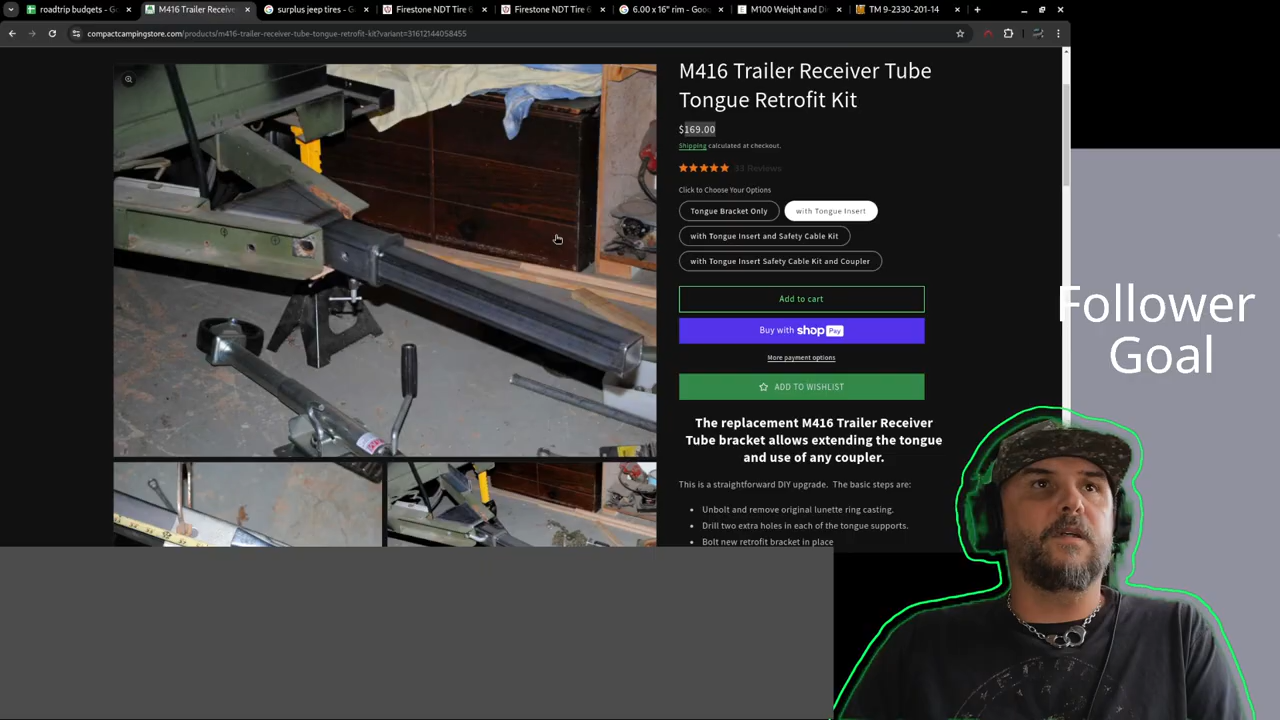 roadtrip budgets - G
M416 Trailer Receive
surplus jeep tires - G
Firestone NDT Tire 6
Firestone NDT Tire 6
6.00 x 16" rim - Goo
M100 Weight and Di
TM 9-2330-201-14
compactcampingstore.com/products/m416-trailer-receiver-tube-tongue-retrofit-kit?variant=31612144058455
M416 Trailer Receiver Tube
Tongue Retrofit Kit
$169.00
Shipping calculated at checkout.
33 Reviews
Click to Choose Your Options
Tongue Bracket Only
with Tongue Insert
with Tongue Insert and Safety Cable Kit
with Tongue Insert Safety Cable Kit and Coupler
Add to cart
Buy with shop Pay
More payment options
ADD TO WISHLIST
The replacement M416 Trailer Receiver
Tube bracket allows extending the tongue
and use of any coupler.
This is a straightforward DIY upgrade. The basic steps are:
Unbolt and remove original lunette ring casting.
Drill two extra holes in each of the tongue supports.
Bolt new retrofit bracket in place
Follower
Goal